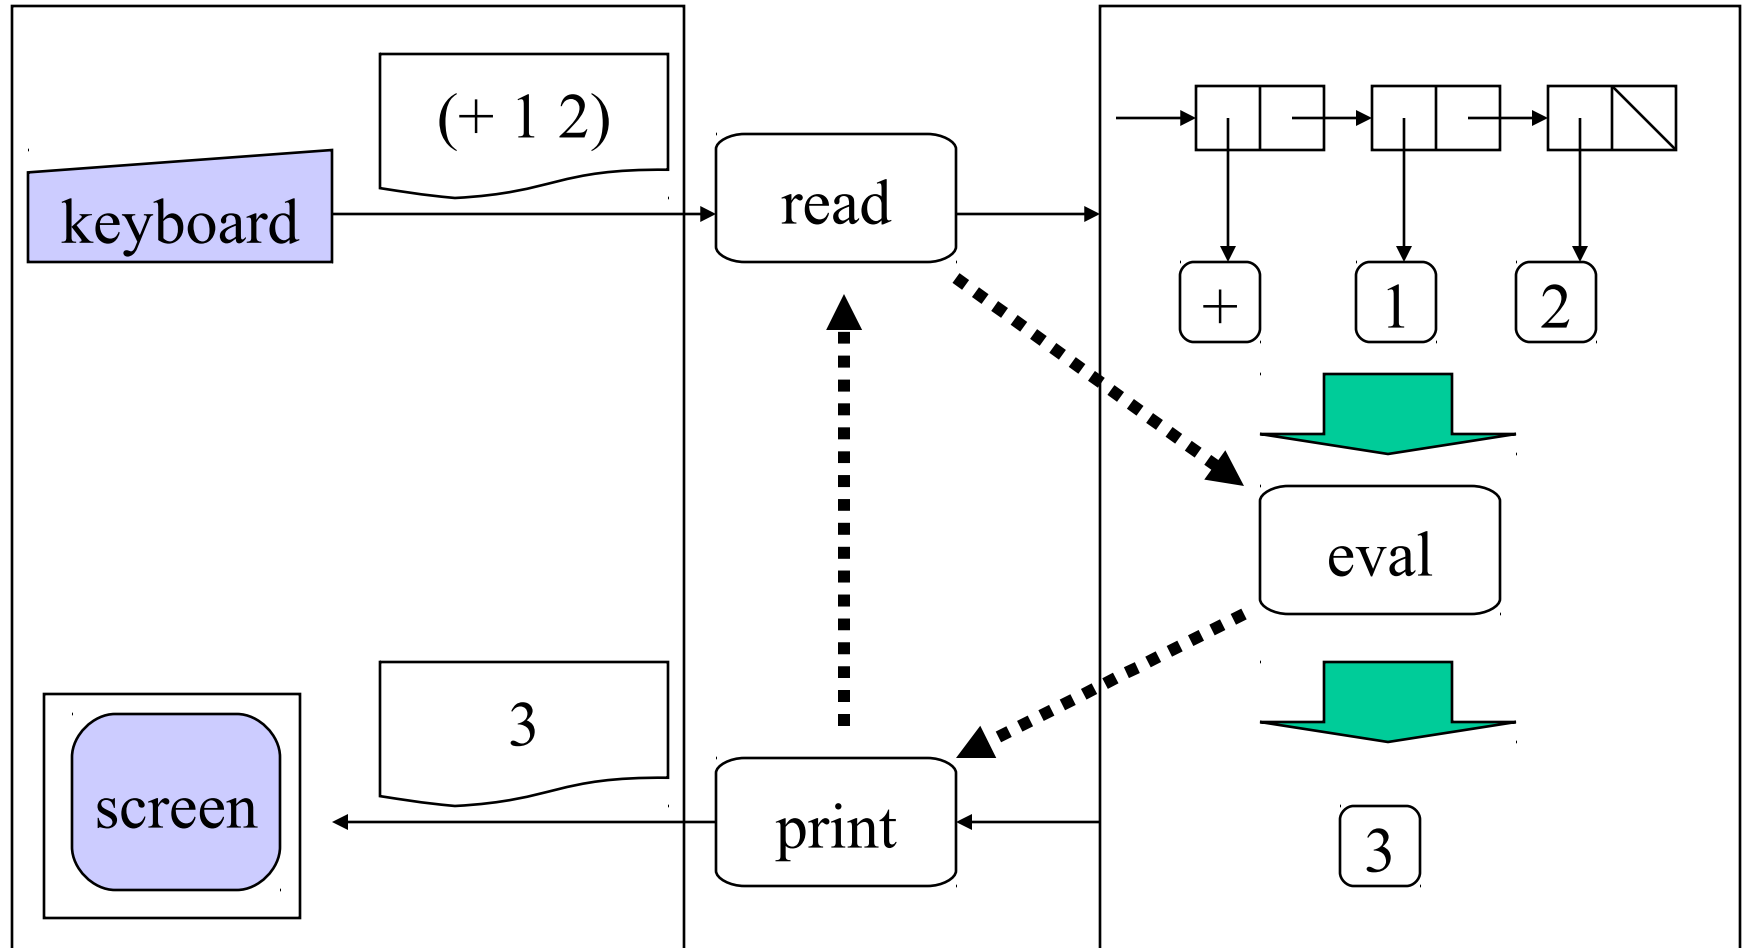 (+ 1 2)
keyboard
read
+
1
2
eval
3
screen
print
3